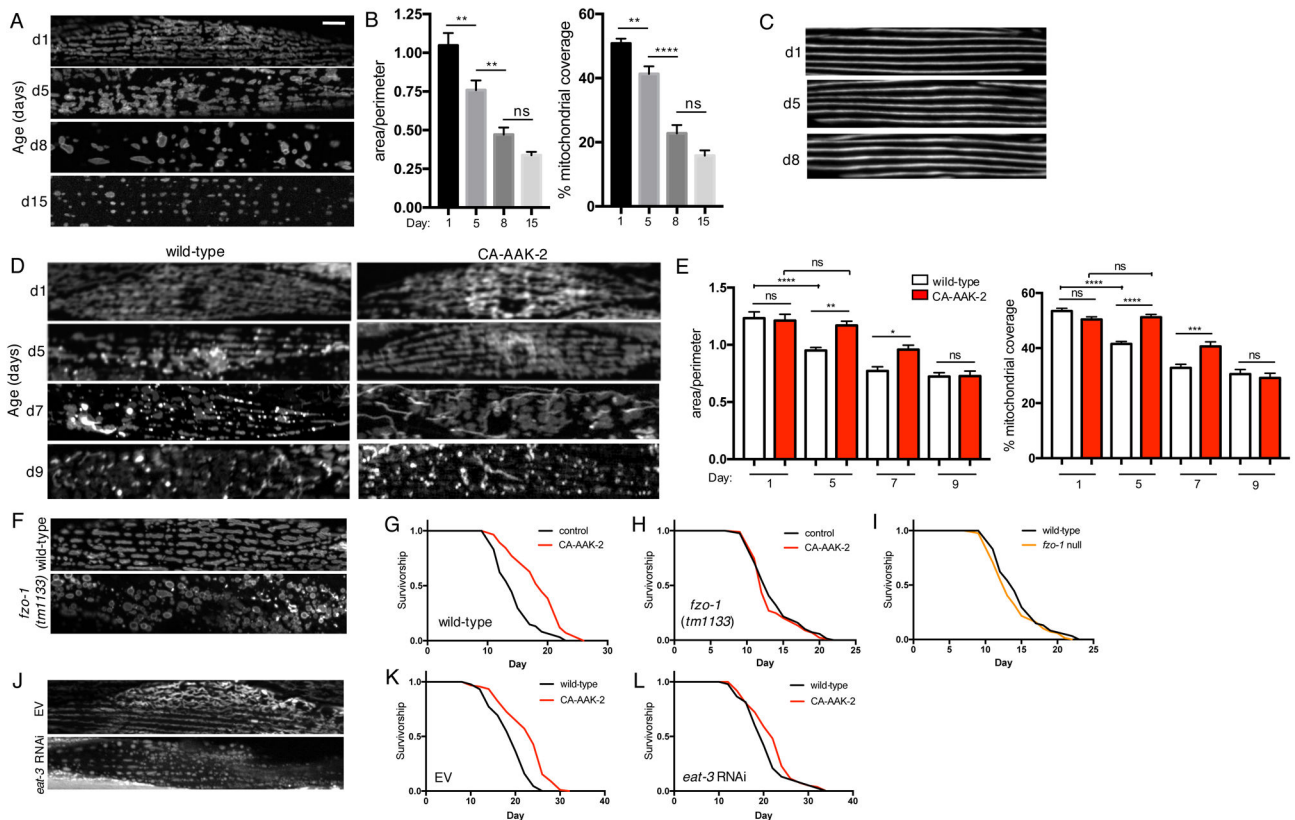 A
d1
d5
d8
d15
Age (days)
B
area/perimeter
1.25
1.00
0.75
0.50
0.25
0.00
**
**
ns
Day: 1 5 8 15
% mitochondrial coverage
60
40
20
0
**
****
ns
1 5 8 15
C
d1
d5
d8
D
wild-type
CA-AAK-2
d1
d5
d7
d9
Age (days)
E
wild-type
CA-AAK-2
area/perimeter
1.5
1.0
0.5
0.0
ns
****
ns
**
*
ns
Day: 1 5 7 9
% mitochondrial coverage
60
40
20
0
ns
****
ns
****
***
ns
Day: 1 5 7 9
F
wild-type
fzo-1
(tm1133)
G
control
CA-AAK-2
Survivorship
1.0
0.5
0.0
wild-type
0 10 20 30
Day
H
control
CA-AAK-2
Survivorship
1.0
0.5
0.0
fzo-1
(tm1133)
0 5 10 15 20 25
Day
I
wild-type
fzo-1 null
Survivorship
1.0
0.5
0.0
0 5 10 15 20 25
Day
J
EV
eat-3 RNAi
K
wild-type
CA-AAK-2
Survivorship
1.0
0.5
0.0
EV
0 10 20 30 40
Day
L
wild-type
CA-AAK-2
Survivorship
1.0
0.5
0.0
eat-3 RNAi
0 10 20 30 40
Day